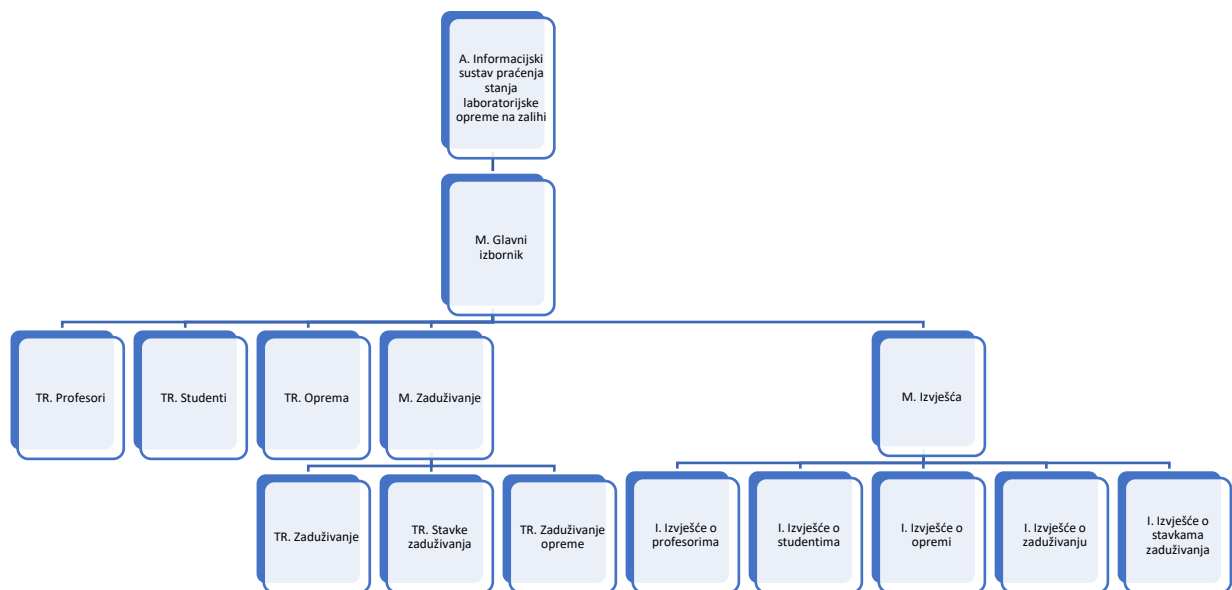 A. Informacijski
sustav praćenja
stanja
laboratorijske
opreme na zalihi
M. Glavni
izbornik
TR. Profesori
TR. Studenti
TR. Oprema
M. Zaduživanje
M. Izvješća
TR. Zaduživanje
TR. Stavke
zaduživanja
TR. Zaduživanje
opreme
I. Izvješće o
profesorima
I. Izvješće o
studentima
I. Izvješće o
opremi
I. Izvješće o
zaduživanju
I. Izvješće o
stavkama
zaduživanja